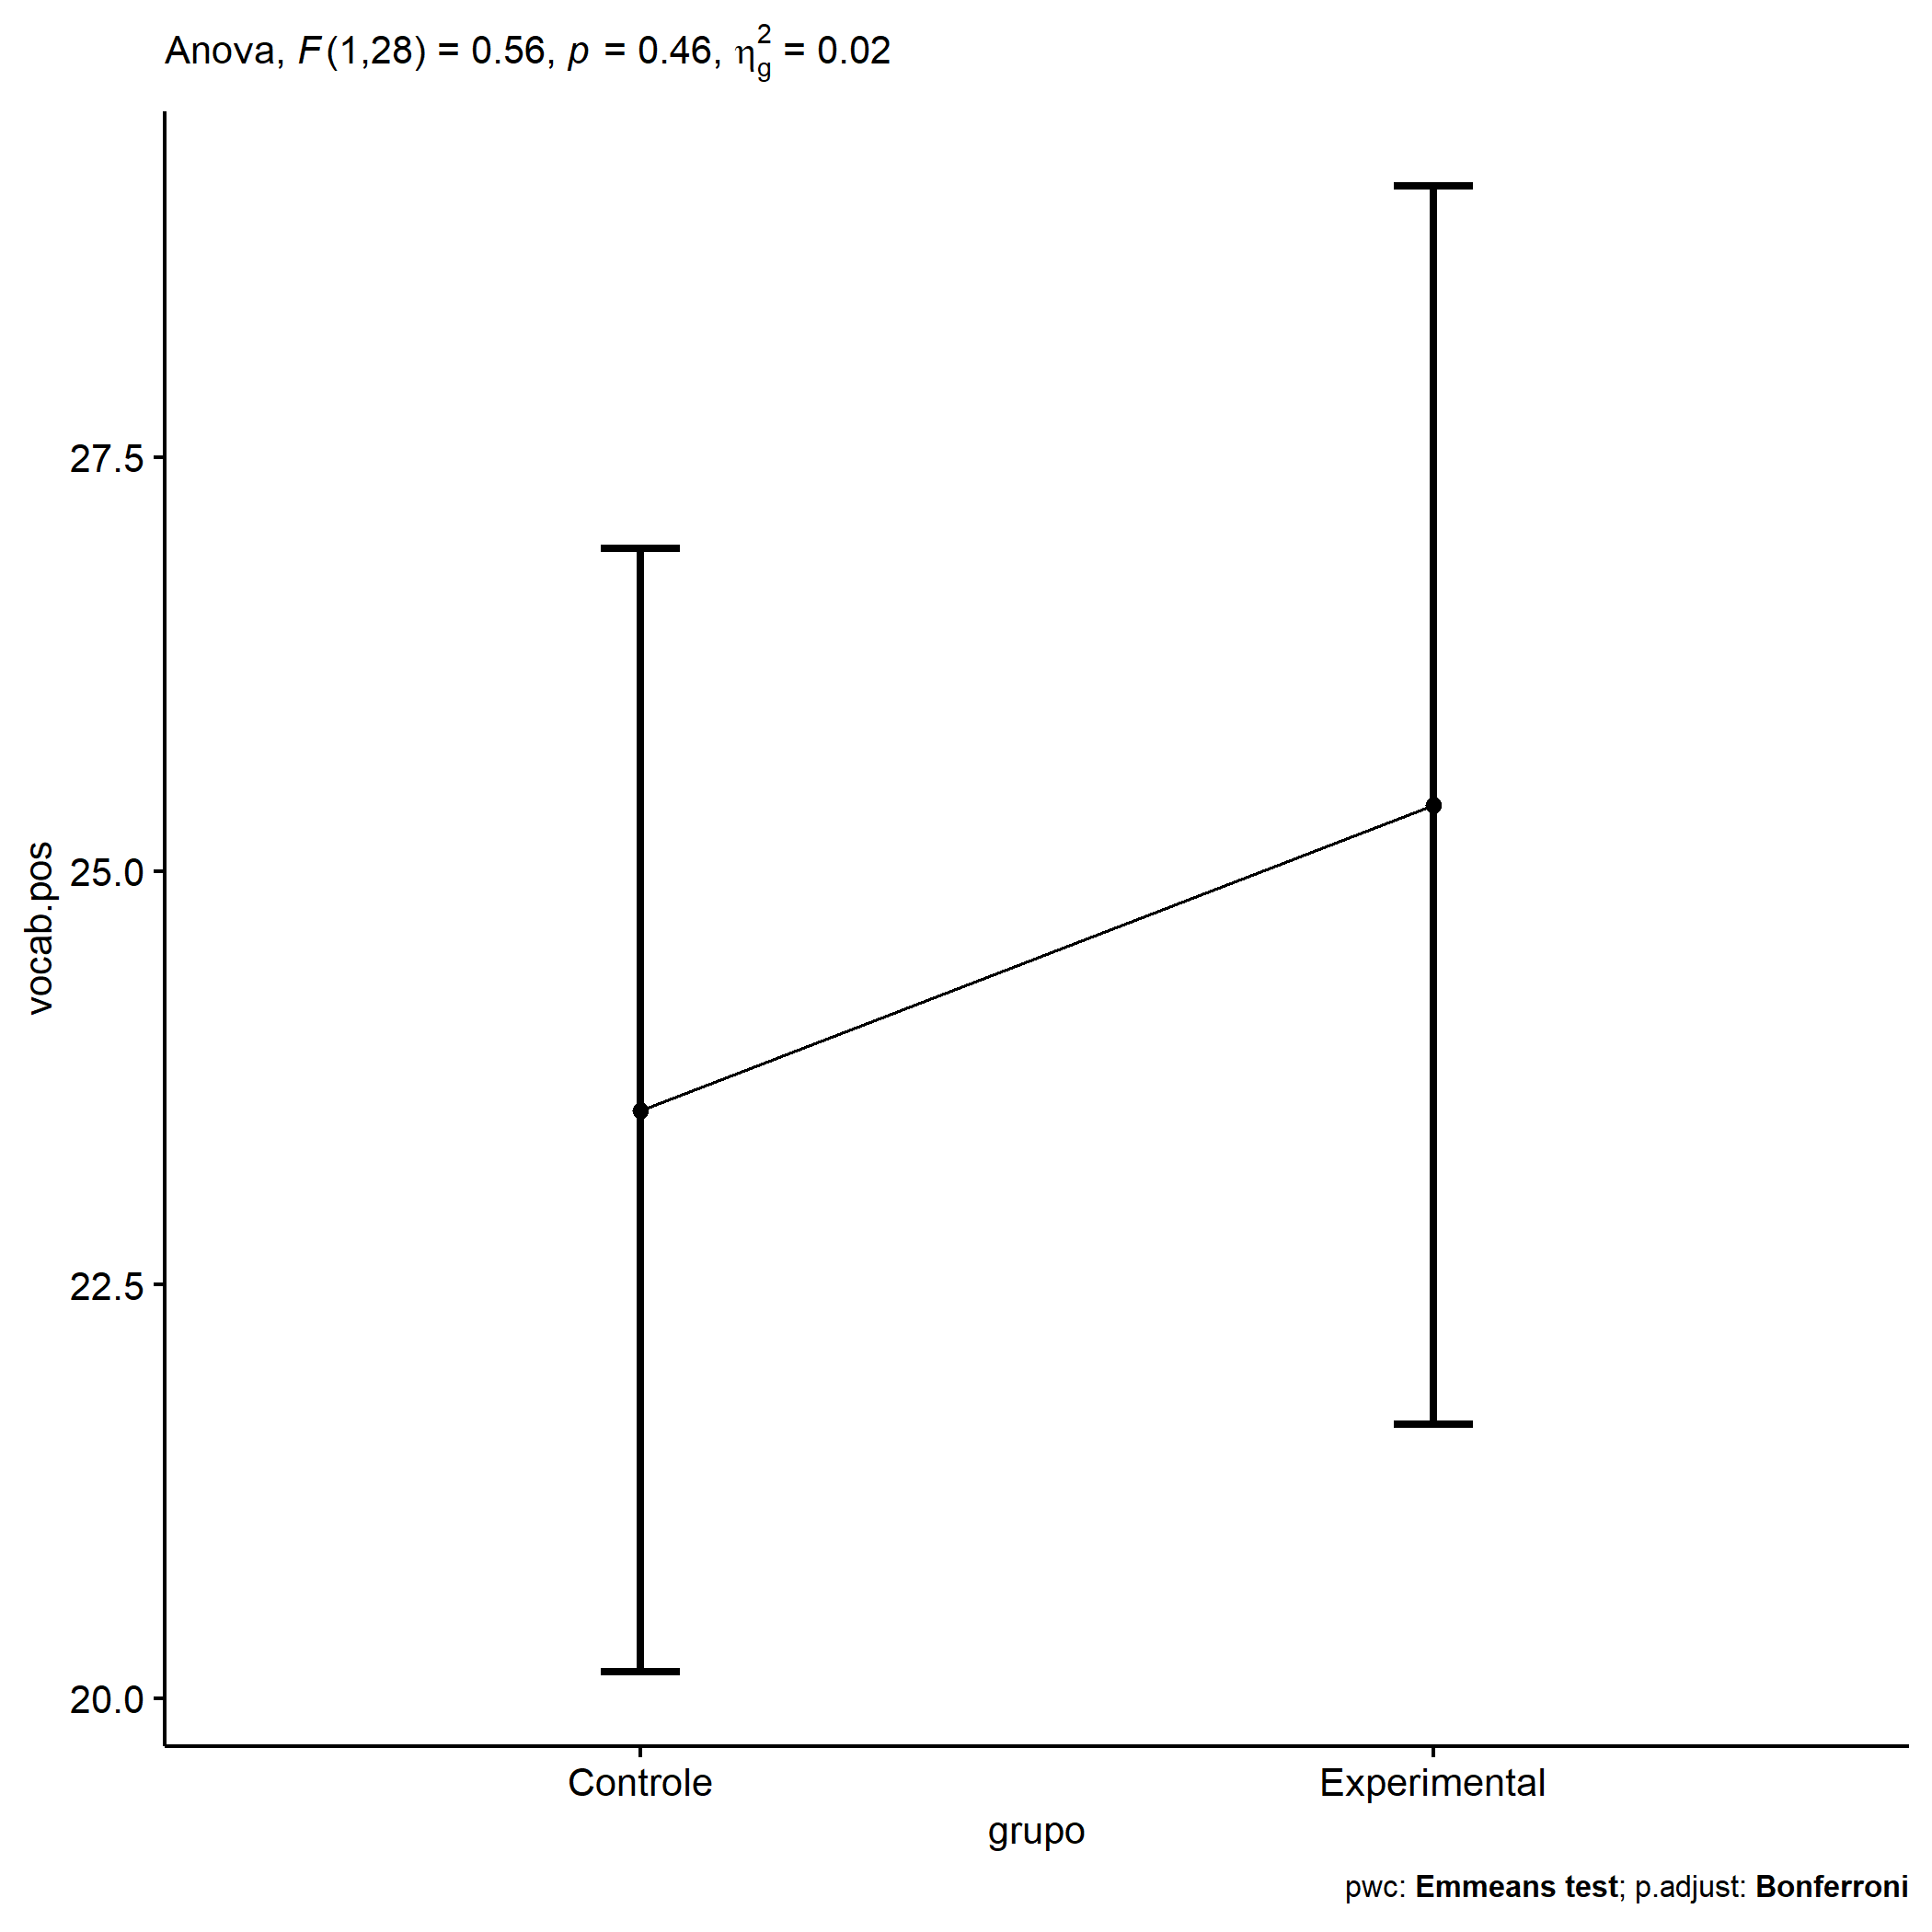 Anova, F(1,28) = 0.56, p = 0.46, η²g = 0.02
27.5
25.0
22.5
20.0
vocab.pos
Controle Experimental
grupo
pwc: Emmeans test; p.adjust: Bonferroni